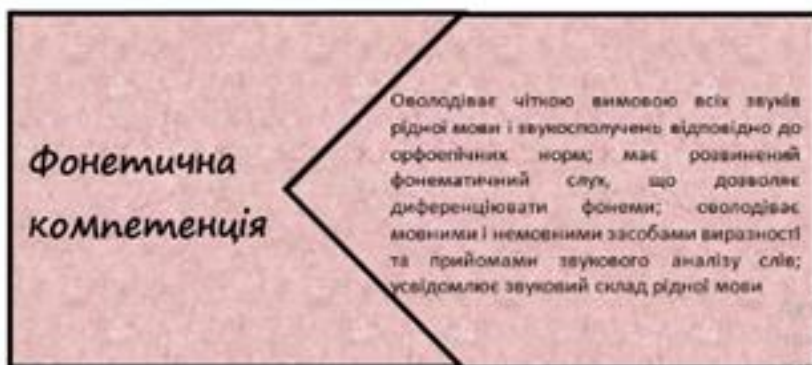 Фонетична
компетенція
Оволодіває чіткою вимовою всіх звуків
рідної мови і звукосполучень відповідно до
орфоепічних норм; має розвинений
фонематичний слух, що дозволяє
диференціювати фонеми; оволодіває
мовними і немовними засобами виразності
та прийомами звукового аналізу слів;
усвідомлює звуковий склад рідної мови